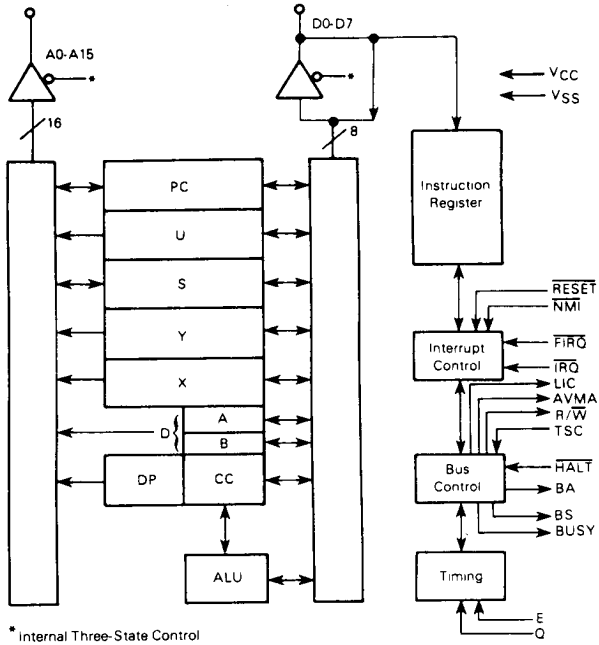 A0-A15
D0-D7
*
*
VCC
VSS
16
8
PC
U
S
Y
X
D{
A
B
DP
CC
ALU
Instruction
Register
RESET
NMI
FIRQ
IRQ
Interrupt
Control
LIC
AVMA
R/W
TSC
HALT
BA
Bus
Control
BS
BUSY
Timing
E
Q
* Internal Three-State Control